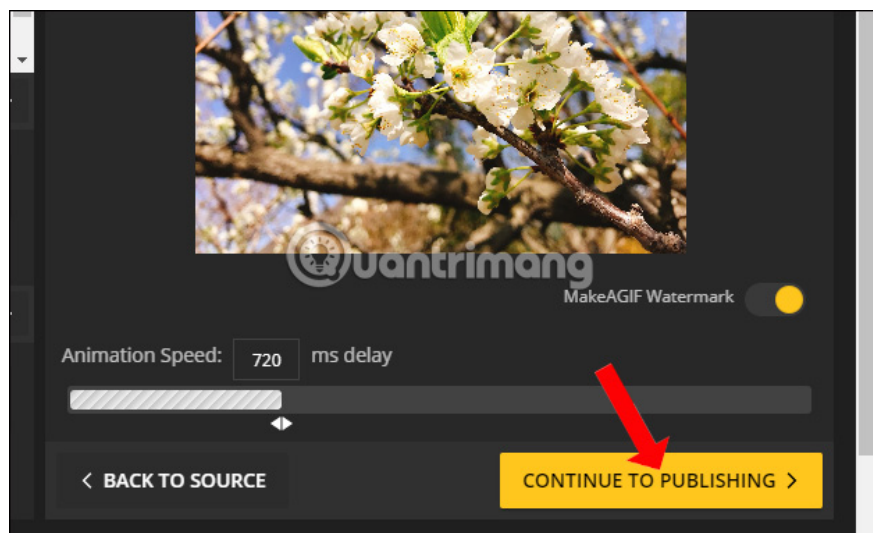 Quantrimang
MakeAGIF Watermark
Animation Speed: 720 ms delay
< BACK TO SOURCE
CONTINUE TO PUBLISHING >